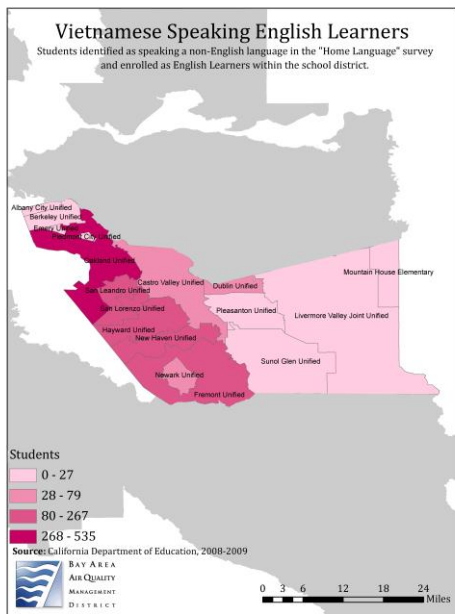 Vietnamese Speaking English Learners
Students identified as speaking a non-English language in the "Home Language" survey
and enrolled as English Learners within the school district.
Albany City Unified
Berkeley Unified
Emery Unified
Piedmont City Unified
Oakland Unified
Castro Valley Unified
San Leandro Unified
San Lorenzo Unified
Hayward Unified
New Haven Unified
Newark Unified
Fremont Unified
Dublin Unified
Pleasanton Unified
Mountain House Elementary
Livermore Valley Joint Unified
Sunol Glen Unified
Students
0 - 27
28 - 79
80 - 267
268 - 535
Source: California Department of Education, 2008-2009
BAY AREA
AIR QUALITY
MANAGEMENT
DISTRICT
0 3 6 12 18 24
Miles